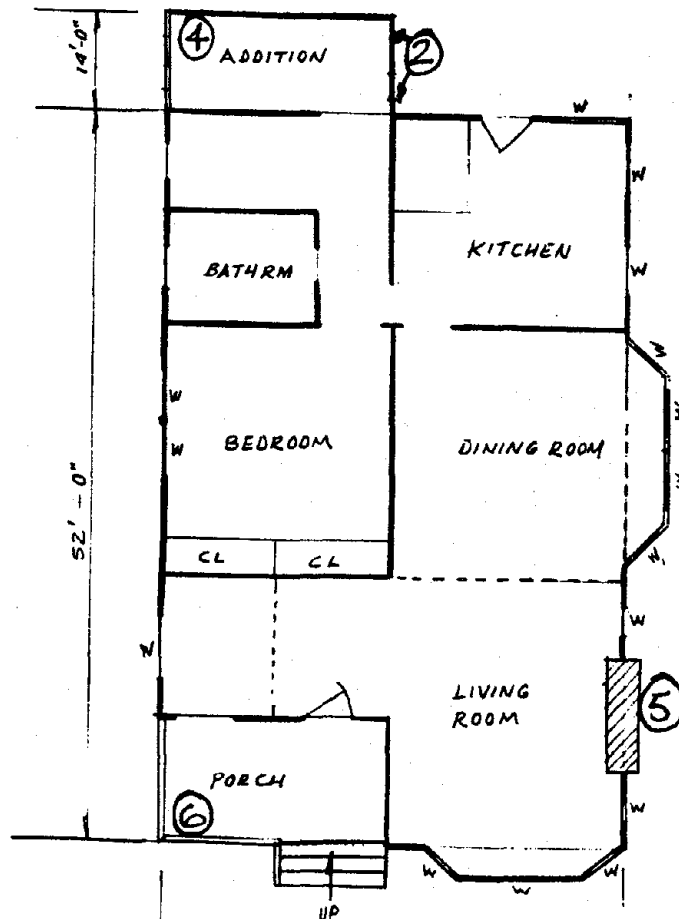 14'-0"
4
ADDITION
2
W
W
KITCHEN
BATHRM
W
W
W
W
BEDROOM
DINING ROOM
W
W
52' - 0"
CL
CL
W
W
W
LIVING
ROOM
5
PORCH
6
W
W
W
W
UP